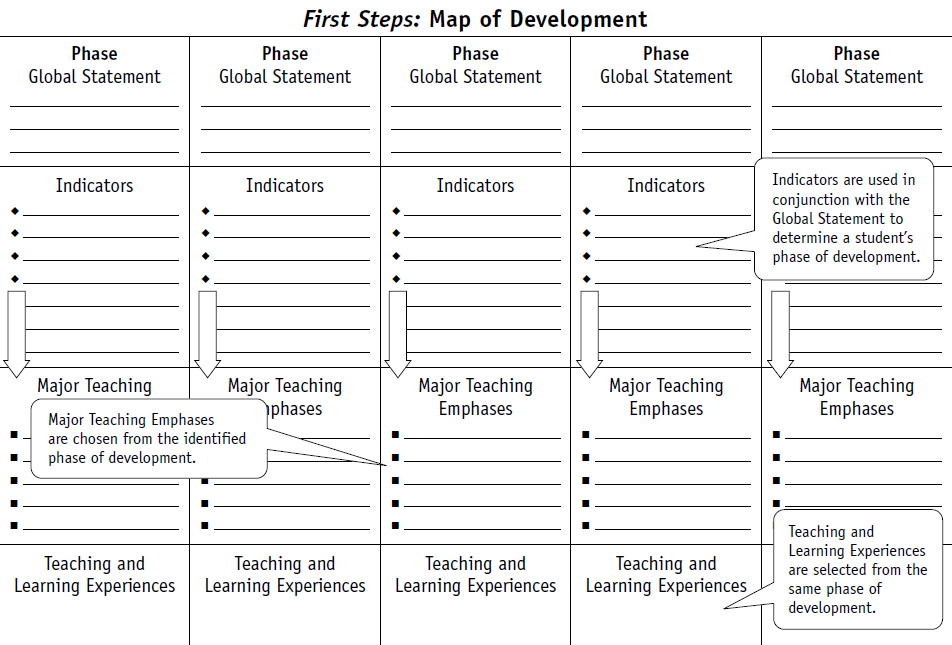 First Steps: Map of Development
Phase
Global Statement
Phase
Global Statement
Phase
Global Statement
Phase
Global Statement
Phase
Global Statement
Indicators
Indicators
Indicators
Indicators
Indicators are used in
conjunction with the
Global Statement to
determine a student's
phase of development.
Major Teaching
Major Teaching
mphases
Major Teaching
Emphases
Major Teaching
Emphases
Major Teaching
Emphases
Major Teaching Emphases
are chosen from the identified
phase of development.
Teaching and
Learning Experiences
Teaching and
Learning Experiences
Teaching and
Learning Experiences
Teaching and
Learning Experiences
Teaching and
Learning Experiences
are selected from the
same phase of
development.